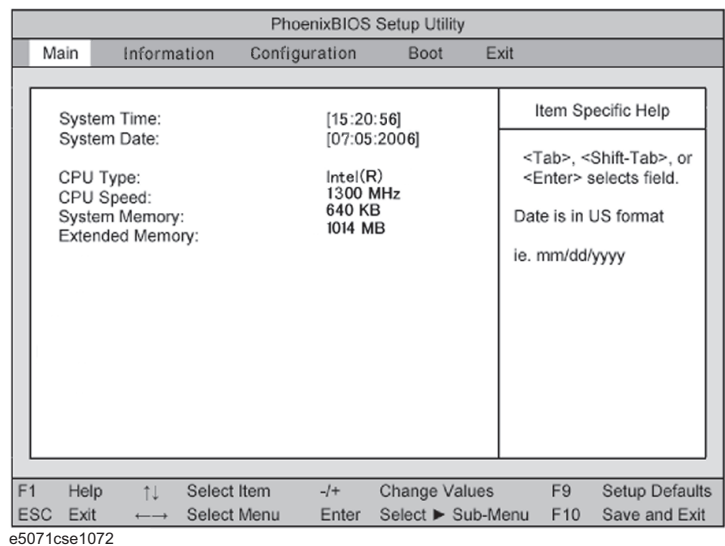 PhoenixBIOS Setup Utility
Main Information Configuration Boot Exit
System Time: [15:20:56]
System Date: [07:05:2006]
CPU Type: Intel(R)
CPU Speed: 1300 MHz
System Memory: 640 KB
Extended Memory: 1014 MB
Item Specific Help
<Tab>, <Shift-Tab>, or
<Enter> selects field.
Date is in US format
ie. mm/dd/yyyy
F1 Help ↑↓ Select Item -/+ Change Values F9 Setup Defaults
ESC Exit ←→ Select Menu Enter Select ► Sub-Menu F10 Save and Exit
e5071cse1072